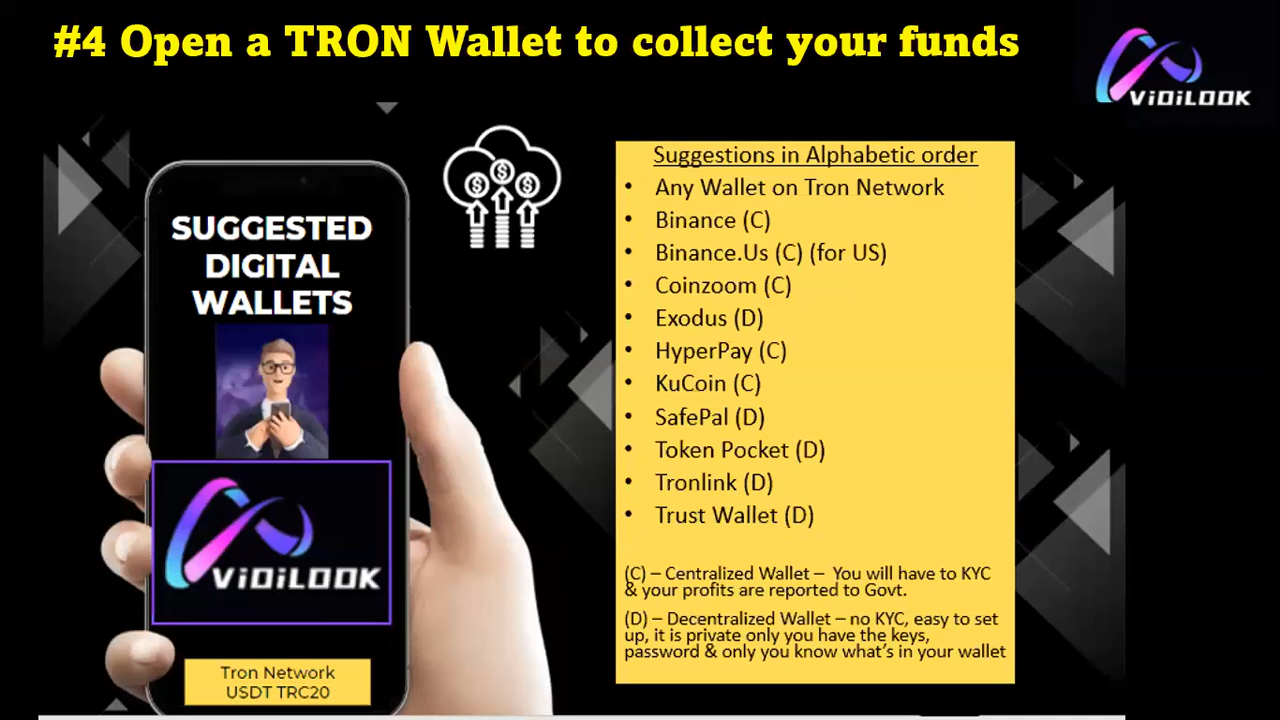 #4 Open a TRON Wallet to collect your funds
ViDiLOOK
SUGGESTED
DIGITAL
WALLETS
ViDiLOOK
Tron Network
USDT TRC20
Suggestions in Alphabetic order
• Any Wallet on Tron Network
• Binance (C)
• Binance.Us (C) (for US)
• Coinzoom (C)
• Exodus (D)
• HyperPay (C)
• KuCoin (C)
• SafePal (D)
• Token Pocket (D)
• Tronlink (D)
• Trust Wallet (D)
(C) – Centralized Wallet – You will have to KYC
& your profits are reported to Govt.
(D) – Decentralized Wallet – no KYC, easy to set
up, it is private only you have the keys,
password & only you know what's in your wallet